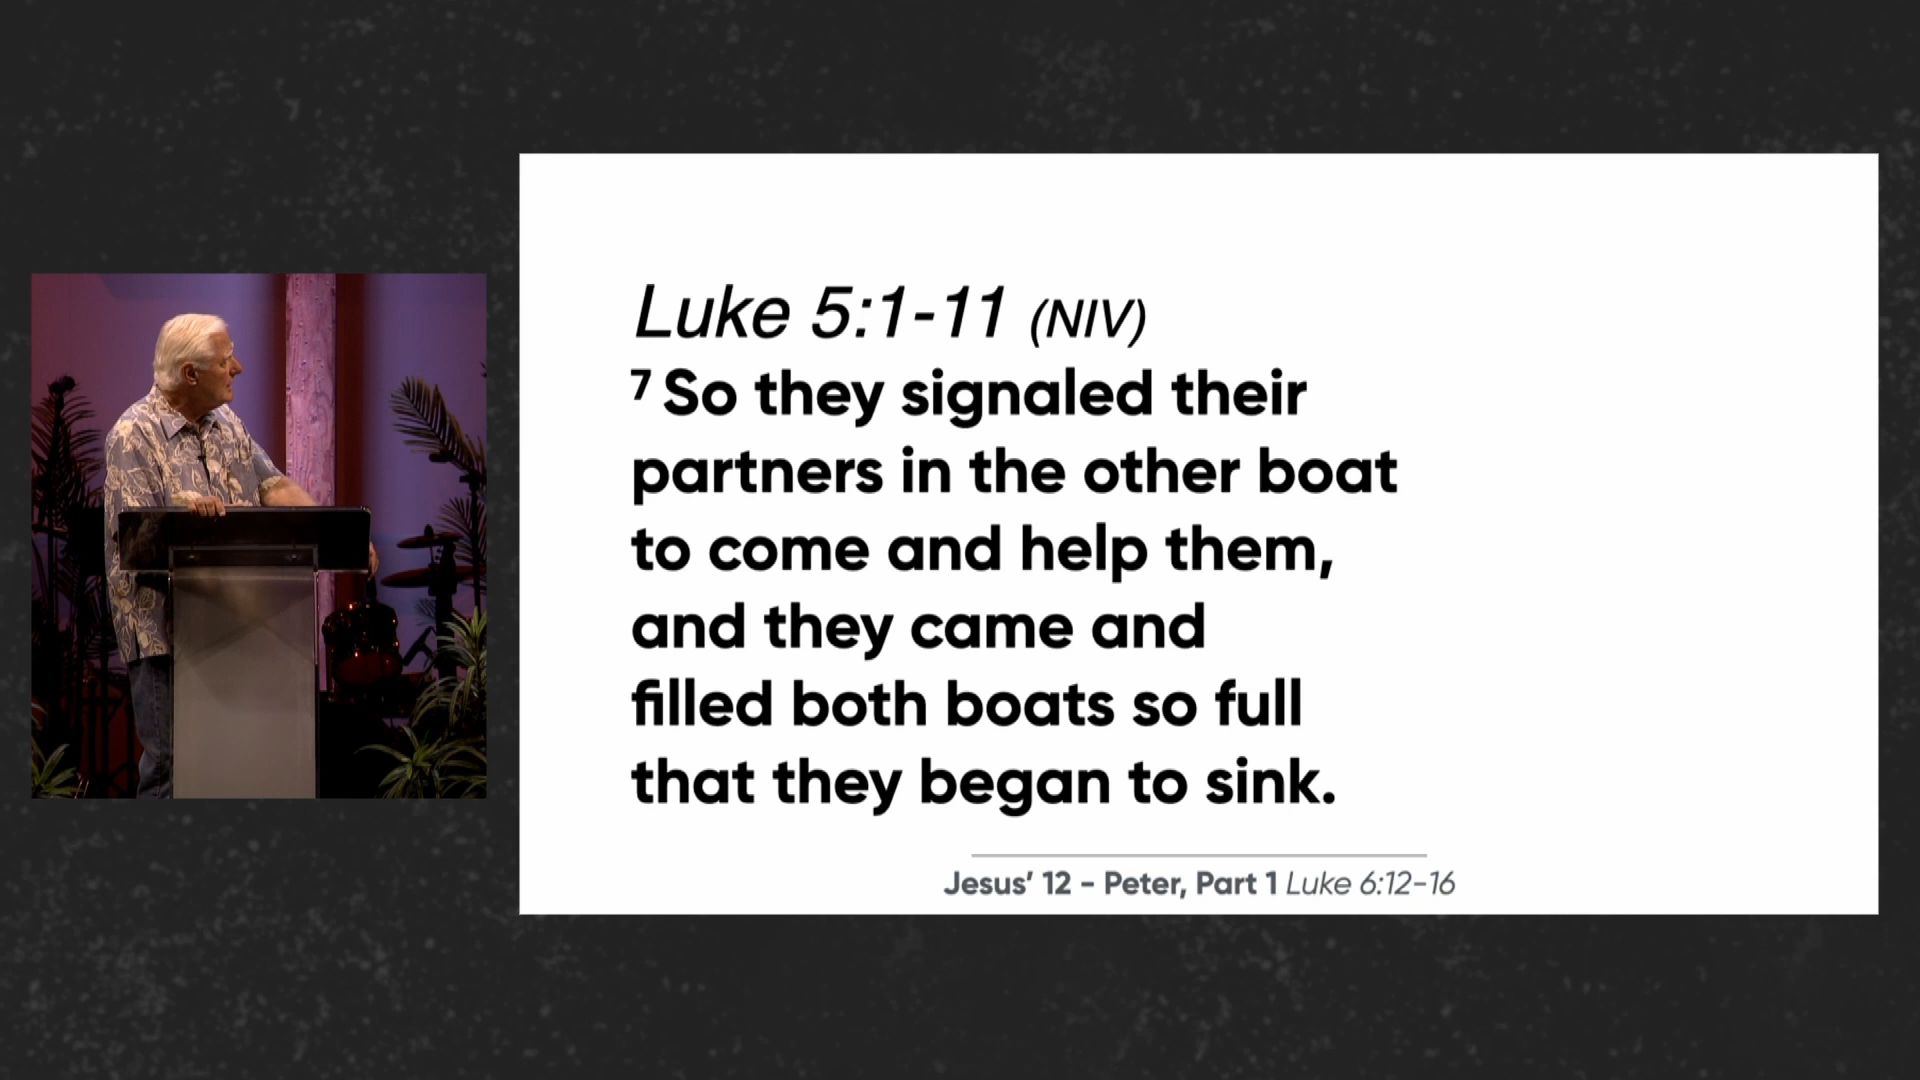 Luke 5:1-11 (NIV)
7 So they signaled their
partners in the other boat
to come and help them,
and they came and
filled both boats so full
that they began to sink.
Jesus’ 12 – Peter, Part 1 Luke 6:12-16